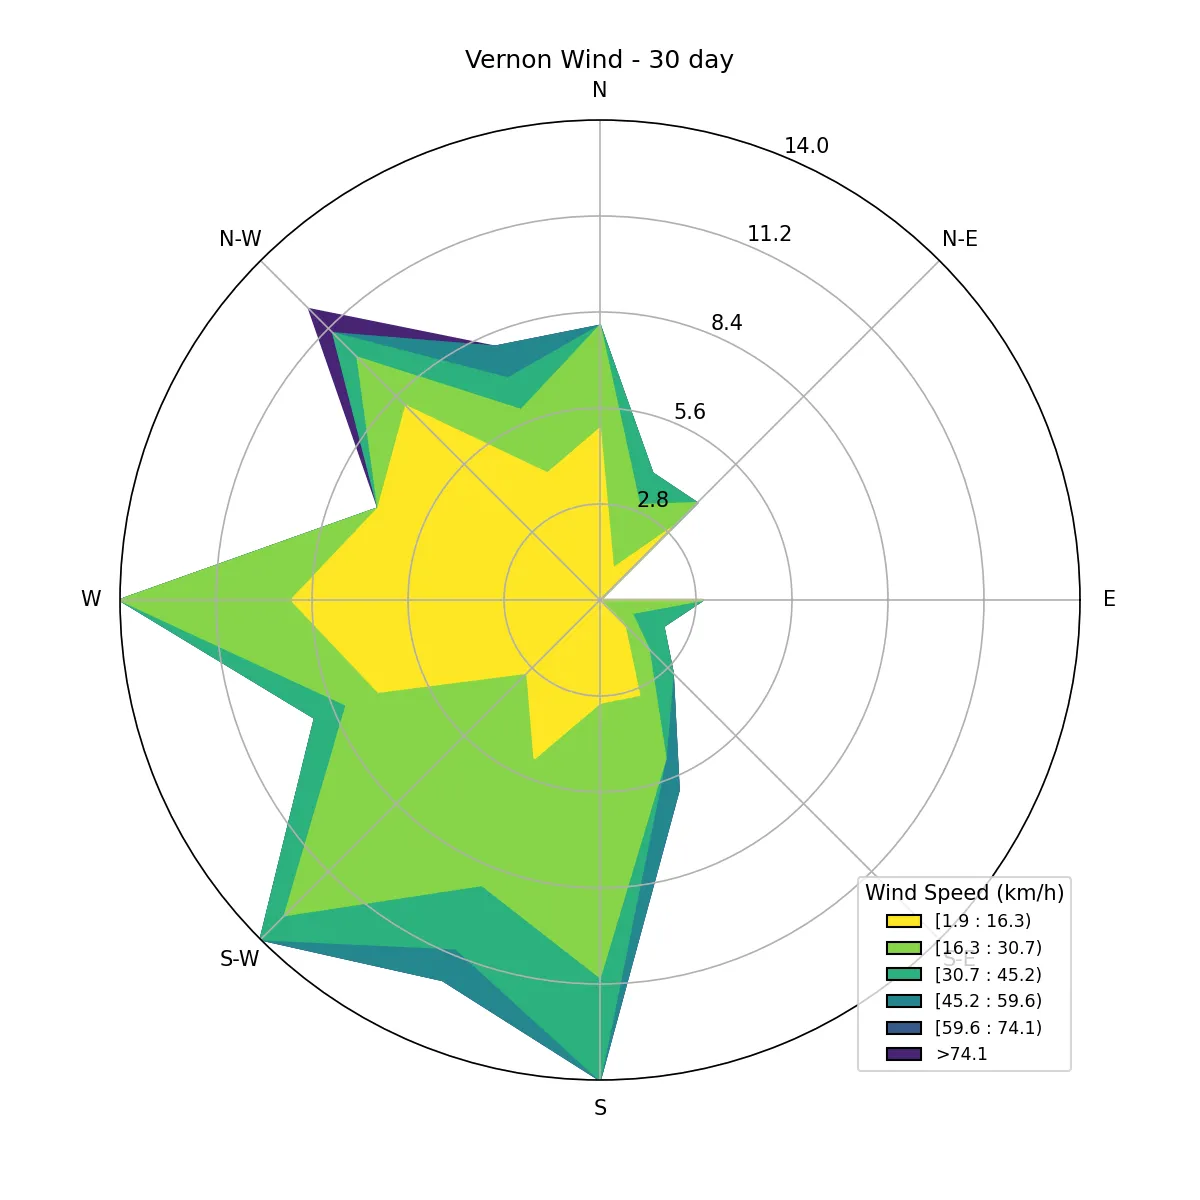 Vernon Wind - 30 day
N
14.0
11.2
N-W
N-E
8.4
5.6
2.8
W
E
S-W
S-E
Wind Speed (km/h)
[1.9 : 16.3)
[16.3 : 30.7)
[30.7 : 45.2)
[45.2 : 59.6)
[59.6 : 74.1)
>74.1
S